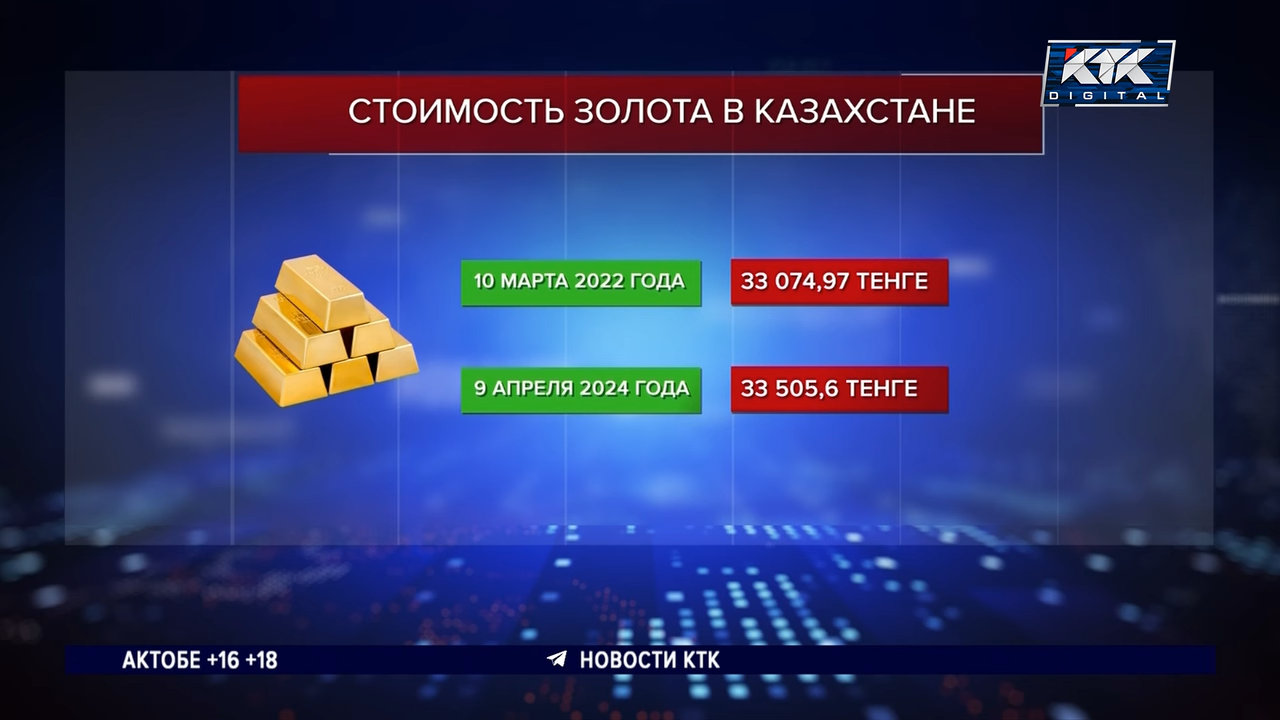 КТК
DIGITAL
СТОИМОСТЬ ЗОЛОТА В КАЗАХСТАНЕ
10 МАРТА 2022 ГОДА 33 074,97 ТЕНГЕ
9 АПРЕЛЯ 2024 ГОДА 33 505,6 ТЕНГЕ
АКТОБЕ +16 +18 НОВОСТИ КТК